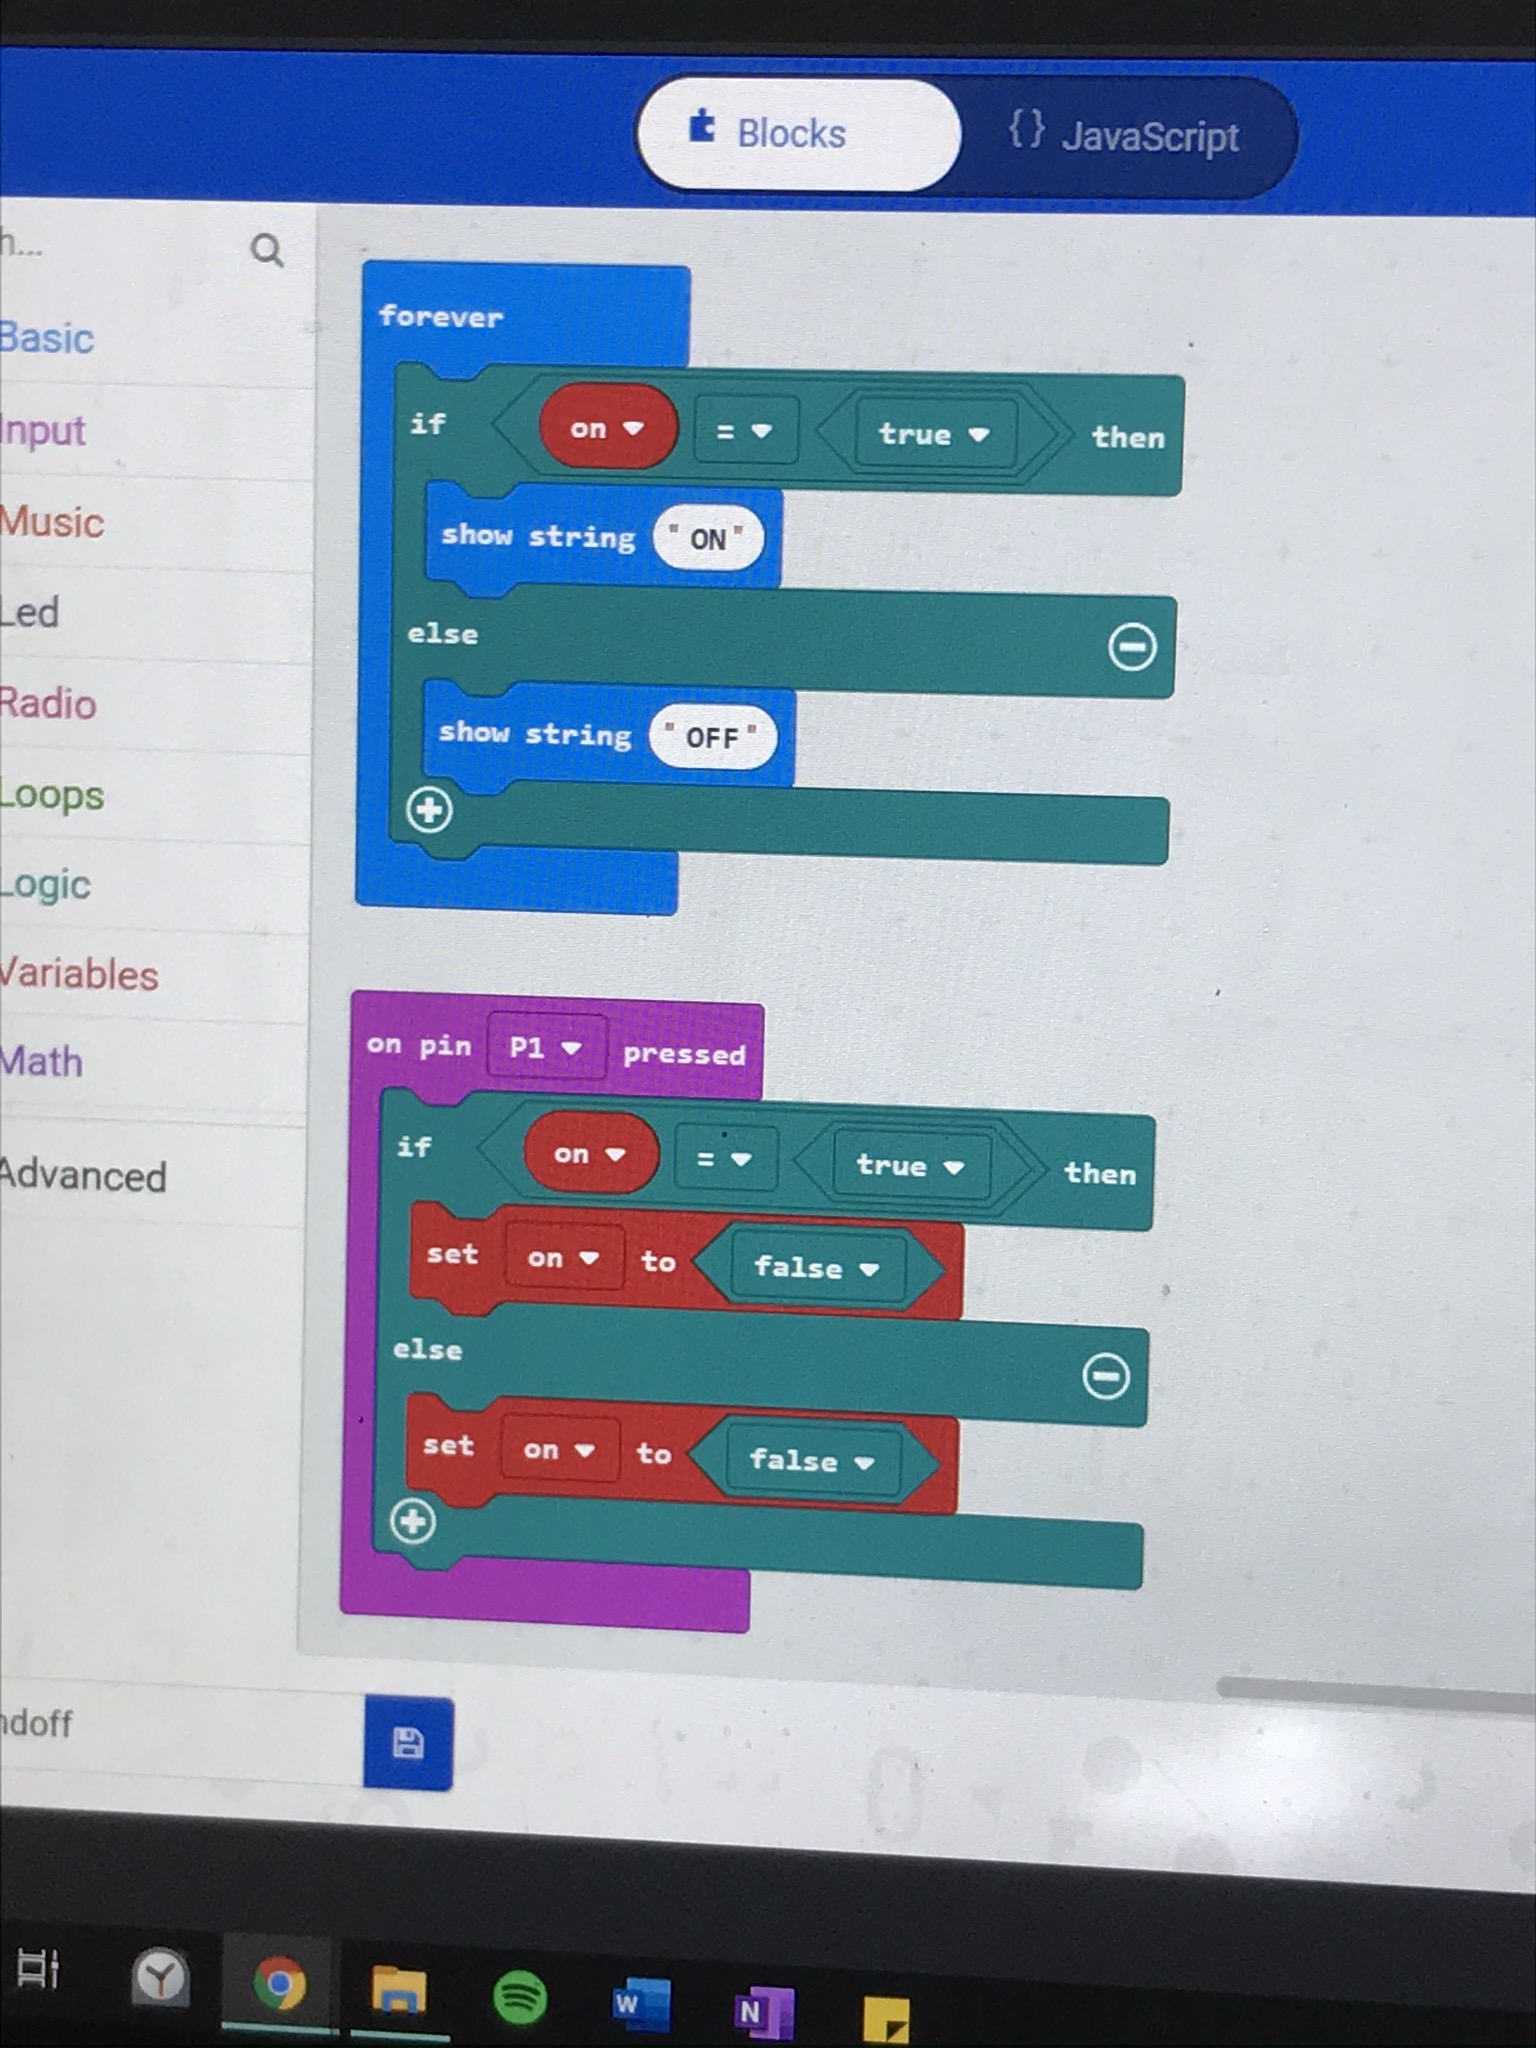 Blocks
{} JavaScript
h...
Basic
Input
Music
Led
Radio
Loops
Logic
Variables
Math
Advanced
forever
if on = true then
show string "ON"
else
show string "OFF"
on pin P1 pressed
if on = true then
set on to false
else
set on to false
ndoff
W
N